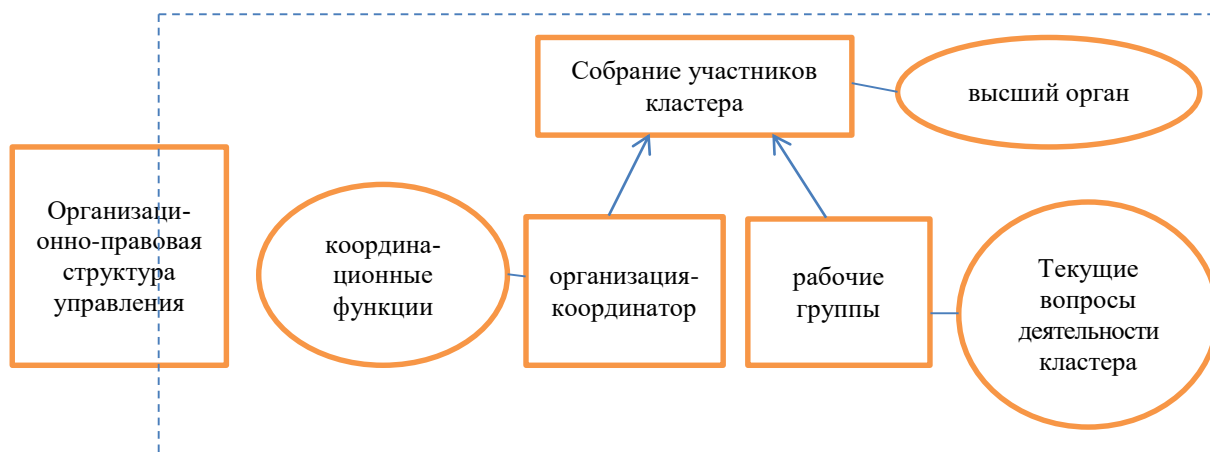 Собрание участников
кластера
высший орган
Организаци-
онно-правовая
структура
управления
координа-
ционные
функции
организация-
координатор
рабочие
группы
Текущие
вопросы
деятельности
кластера